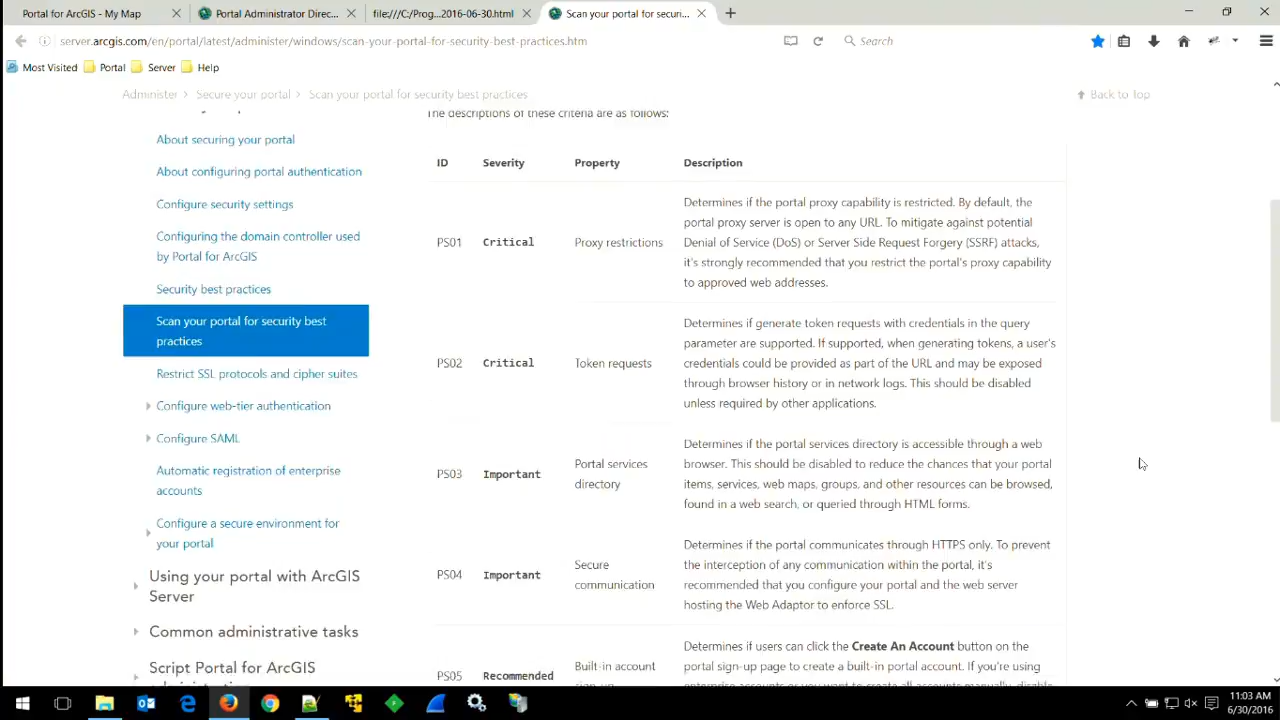 Portal for ArcGIS - My Map
Portal Administrator Direc...
file:///C:/Prog...2016-06-30.html
Scan your portal for securi...
server.arcgis.com/en/portal/latest/administer/windows/scan-your-portal-for-security-best-practices.htm
Search
Most Visited
Portal
Server
Help
Administer
Secure your portal
Scan your portal for security best practices
Back to Top
About securing your portal
About configuring portal authentication
Configure security settings
Configuring the domain controller used
by Portal for ArcGIS
Security best practices
Scan your portal for security best
practices
Restrict SSL protocols and cipher suites
Configure web-tier authentication
Configure SAML
Automatic registration of enterprise
accounts
Configure a secure environment for
your portal
Using your portal with ArcGIS
Server
Common administrative tasks
Script Portal for ArcGIS
The descriptions of these criteria are as follows:
ID Severity Property Description
PS01 Critical Proxy restrictions
Determines if the portal proxy capability is restricted. By default, the
portal proxy server is open to any URL. To mitigate against potential
Denial of Service (DoS) or Server Side Request Forgery (SSRF) attacks,
it's strongly recommended that you restrict the portal's proxy capability
to approved web addresses.
PS02 Critical Token requests
Determines if generate token requests with credentials in the query
parameter are supported. If supported, when generating tokens, a user's
credentials could be provided as part of the URL and may be exposed
through browser history or in network logs. This should be disabled
unless required by other applications.
PS03 Important
Portal services
directory
Determines if the portal services directory is accessible through a web
browser. This should be disabled to reduce the chances that your portal
items, services, web maps, groups, and other resources can be browsed,
found in a web search, or queried through HTML forms.
PS04 Important
Secure
communication
Determines if the portal communicates through HTTPS only. To prevent
the interception of any communication within the portal, it's
recommended that you configure your portal and the web server
hosting the Web Adaptor to enforce SSL.
PS05 Recommended
Built-in account
Determines if users can click the Create An Account button on the
portal sign-up page to create a built-in portal account. If you're using
11:03 AM
6/30/2016